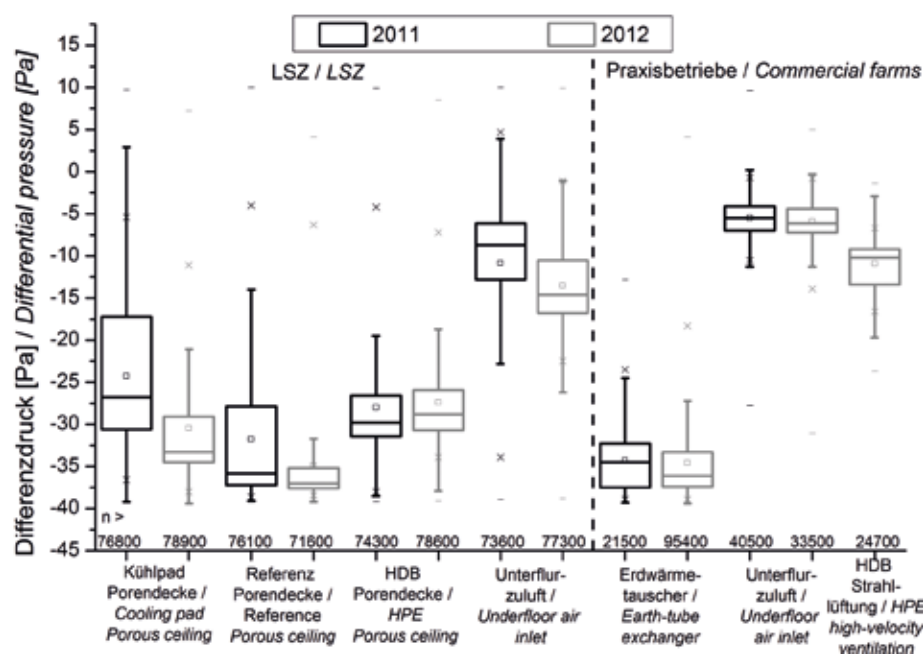 2011
2012
LSZ / LSZ
Praxisbetriebe / Commercial farms
Differenzdruck [Pa] / Differential pressure [Pa]
15
10
5
0
-5
-10
-15
-20
-25
-30
-35
-40
-45
n >
76800
78900
76100
71600
74300
78600
73600
77300
21500
95400
40500
33500
24700
Kühlpad
Porendecke /
Cooling pad
Porous ceiling
Referenz
Porendecke /
Reference
Porous ceiling
HDB
Porendecke /
HPE
Porous ceiling
Unterflur-
zuluft /
Underfloor air
inlet
Erdwärme-
tauscher /
Earth-tube
exchanger
Unterflur-
zuluft /
Underfloor
air inlet
HDB
Strahl-
lüftung / HPE
high-velocity
ventilation